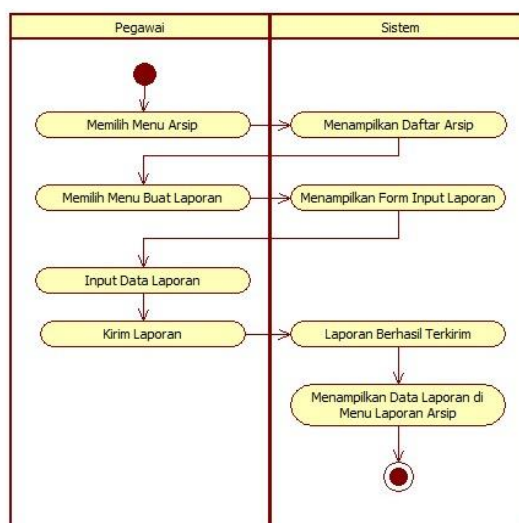 Pegawai
Sistem
Memilih Menu Arsip
Menampilkan Daftar Arsip
Memilih Menu Buat Laporan
Menampilkan Form Input Laporan
Input Data Laporan
Kirim Laporan
Laporan Berhasil Terkirim
Menampilkan Data Laporan di
Menu Laporan Arsip